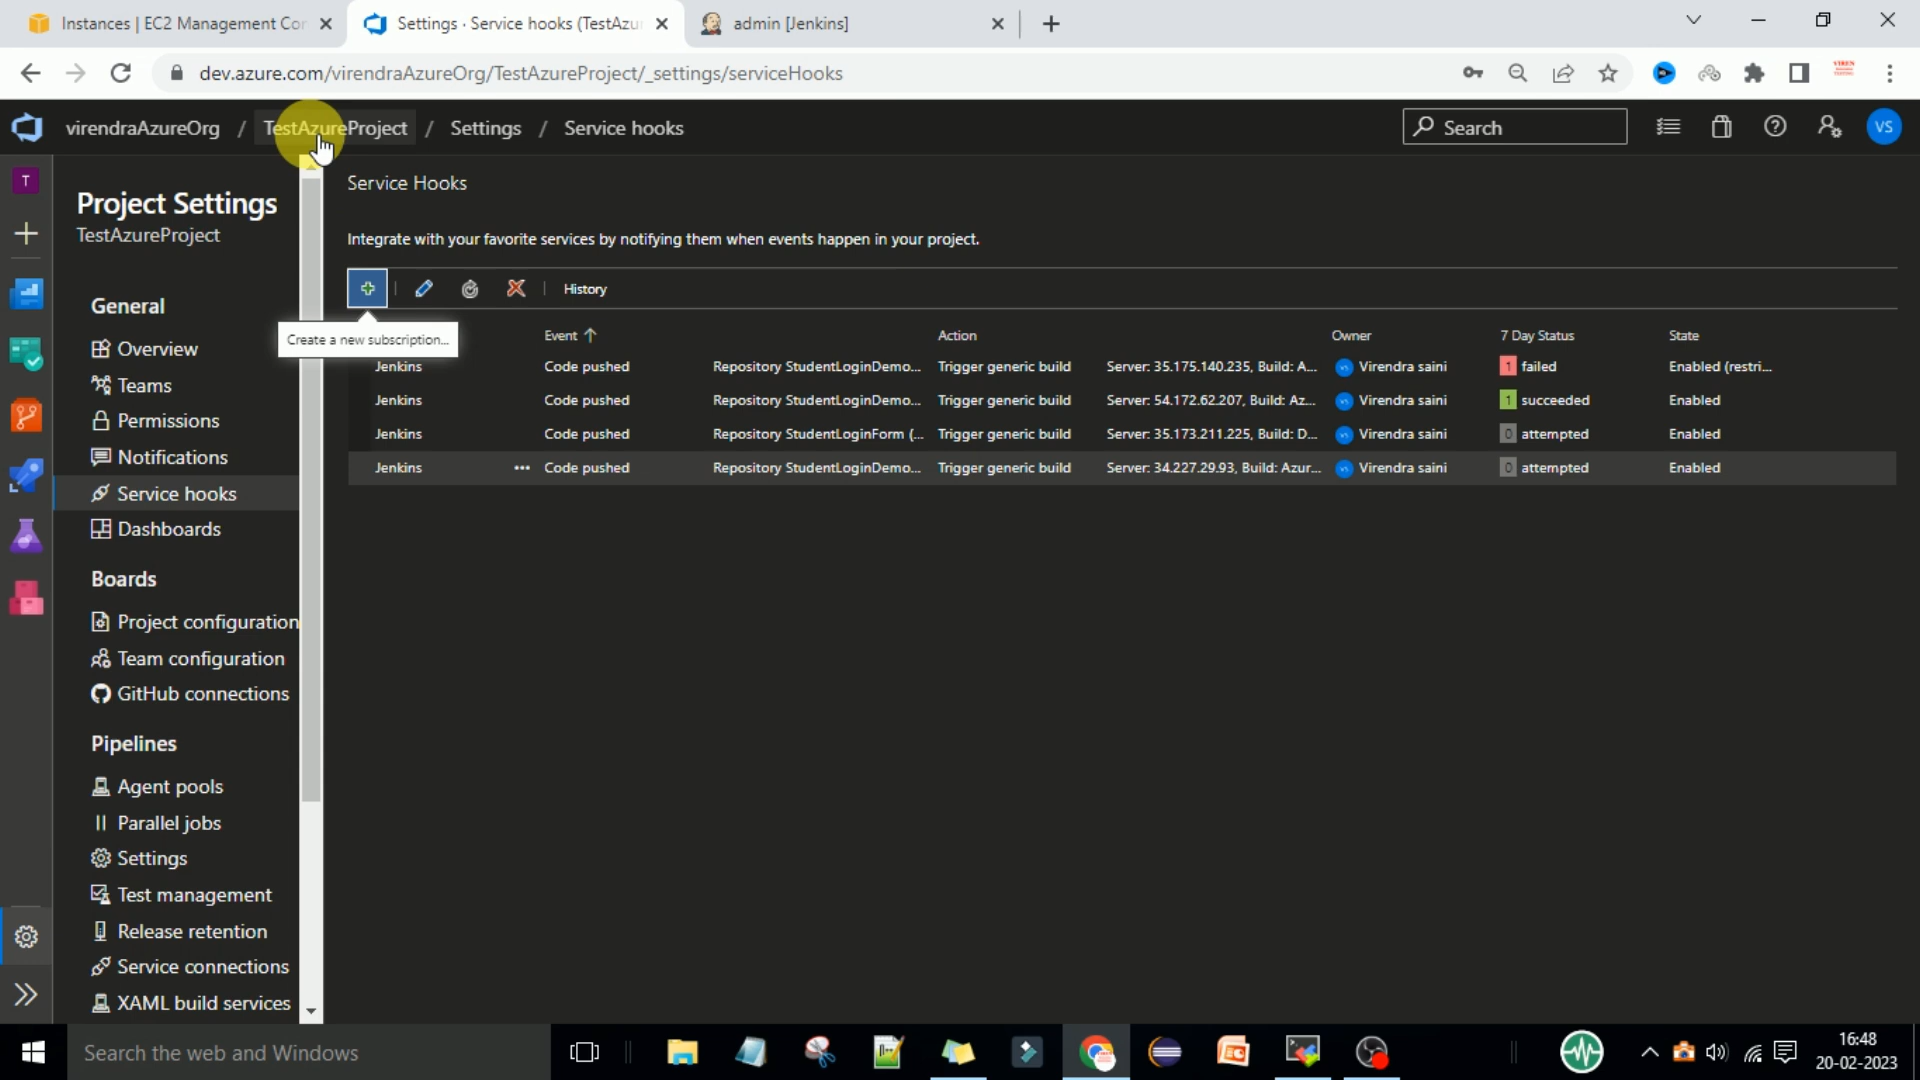 Instances | EC2 Management Cor
Settings · Service hooks (TestAzu
admin [Jenkins]
dev.azure.com/virendraAzureOrg/TestAzureProject/_settings/serviceHooks
virendraAzureOrg / TestAzureProject / Settings / Service hooks
Search
VS
T
Project Settings
TestAzureProject
General
Overview
Teams
Permissions
Notifications
Service hooks
Dashboards
Boards
Project configuration
Team configuration
GitHub connections
Pipelines
Agent pools
Parallel jobs
Settings
Test management
Release retention
Service connections
XAML build services
Service Hooks
Integrate with your favorite services by notifying them when events happen in your project.
History
Create a new subscription...
Event Action Owner 7 Day Status State
Jenkins Code pushed Repository StudentLoginDemo... Trigger generic build Server: 35.175.140.235, Build: A... Virendra saini 1 failed Enabled (restri...
Jenkins Code pushed Repository StudentLoginDemo... Trigger generic build Server: 54.172.62.207, Build: Az... Virendra saini 1 succeeded Enabled
Jenkins Code pushed Repository StudentLoginForm (... Trigger generic build Server: 35.173.211.225, Build: D... Virendra saini 0 attempted Enabled
Jenkins ... Code pushed Repository StudentLoginDemo... Trigger generic build Server: 34.227.29.93, Build: Azur... Virendra saini 0 attempted Enabled
Search the web and Windows
16:48
20-02-2023